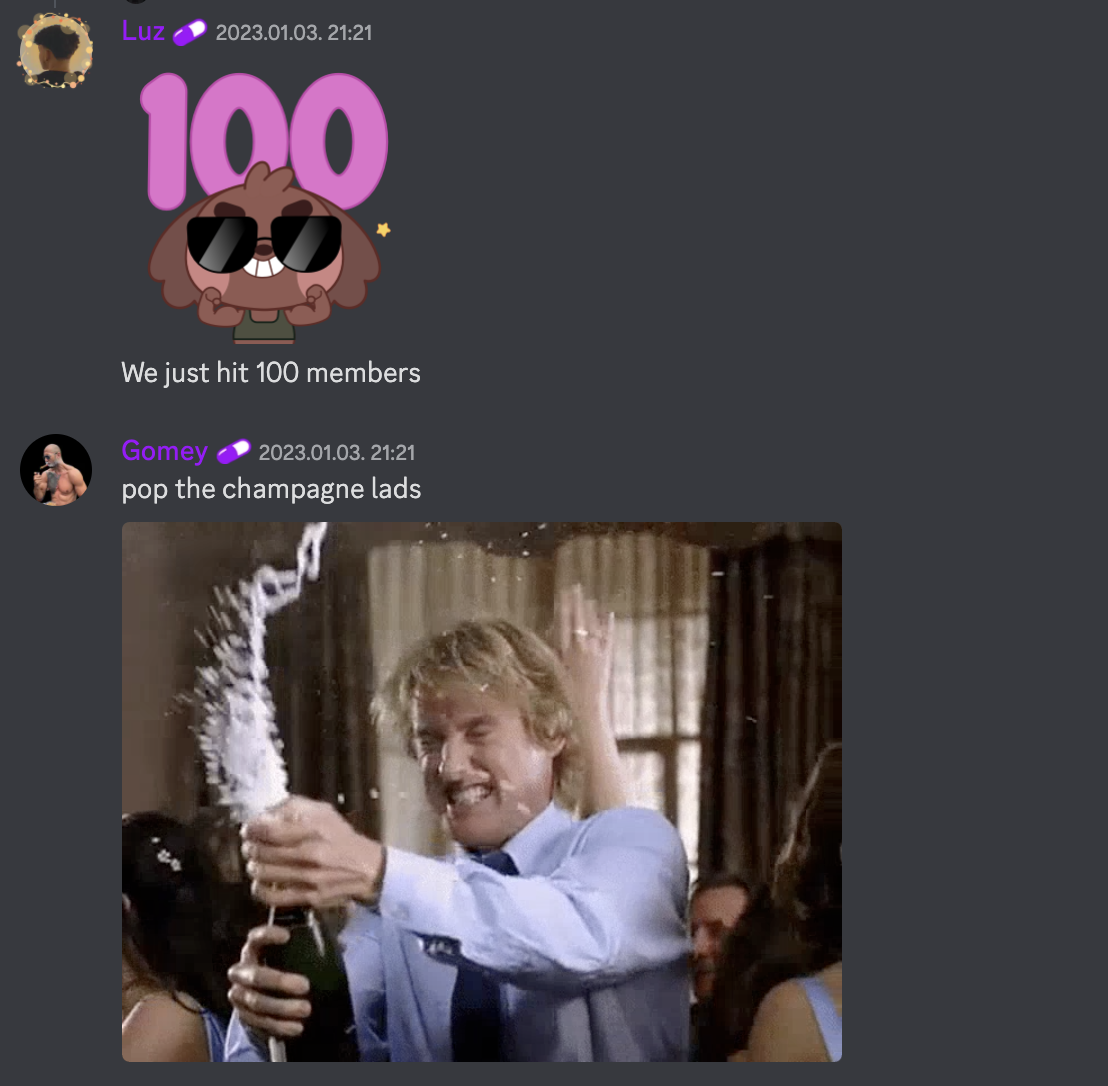 Luz 2023.01.03. 21:21
100
We just hit 100 members
Gomey 2023.01.03. 21:21
pop the champagne lads